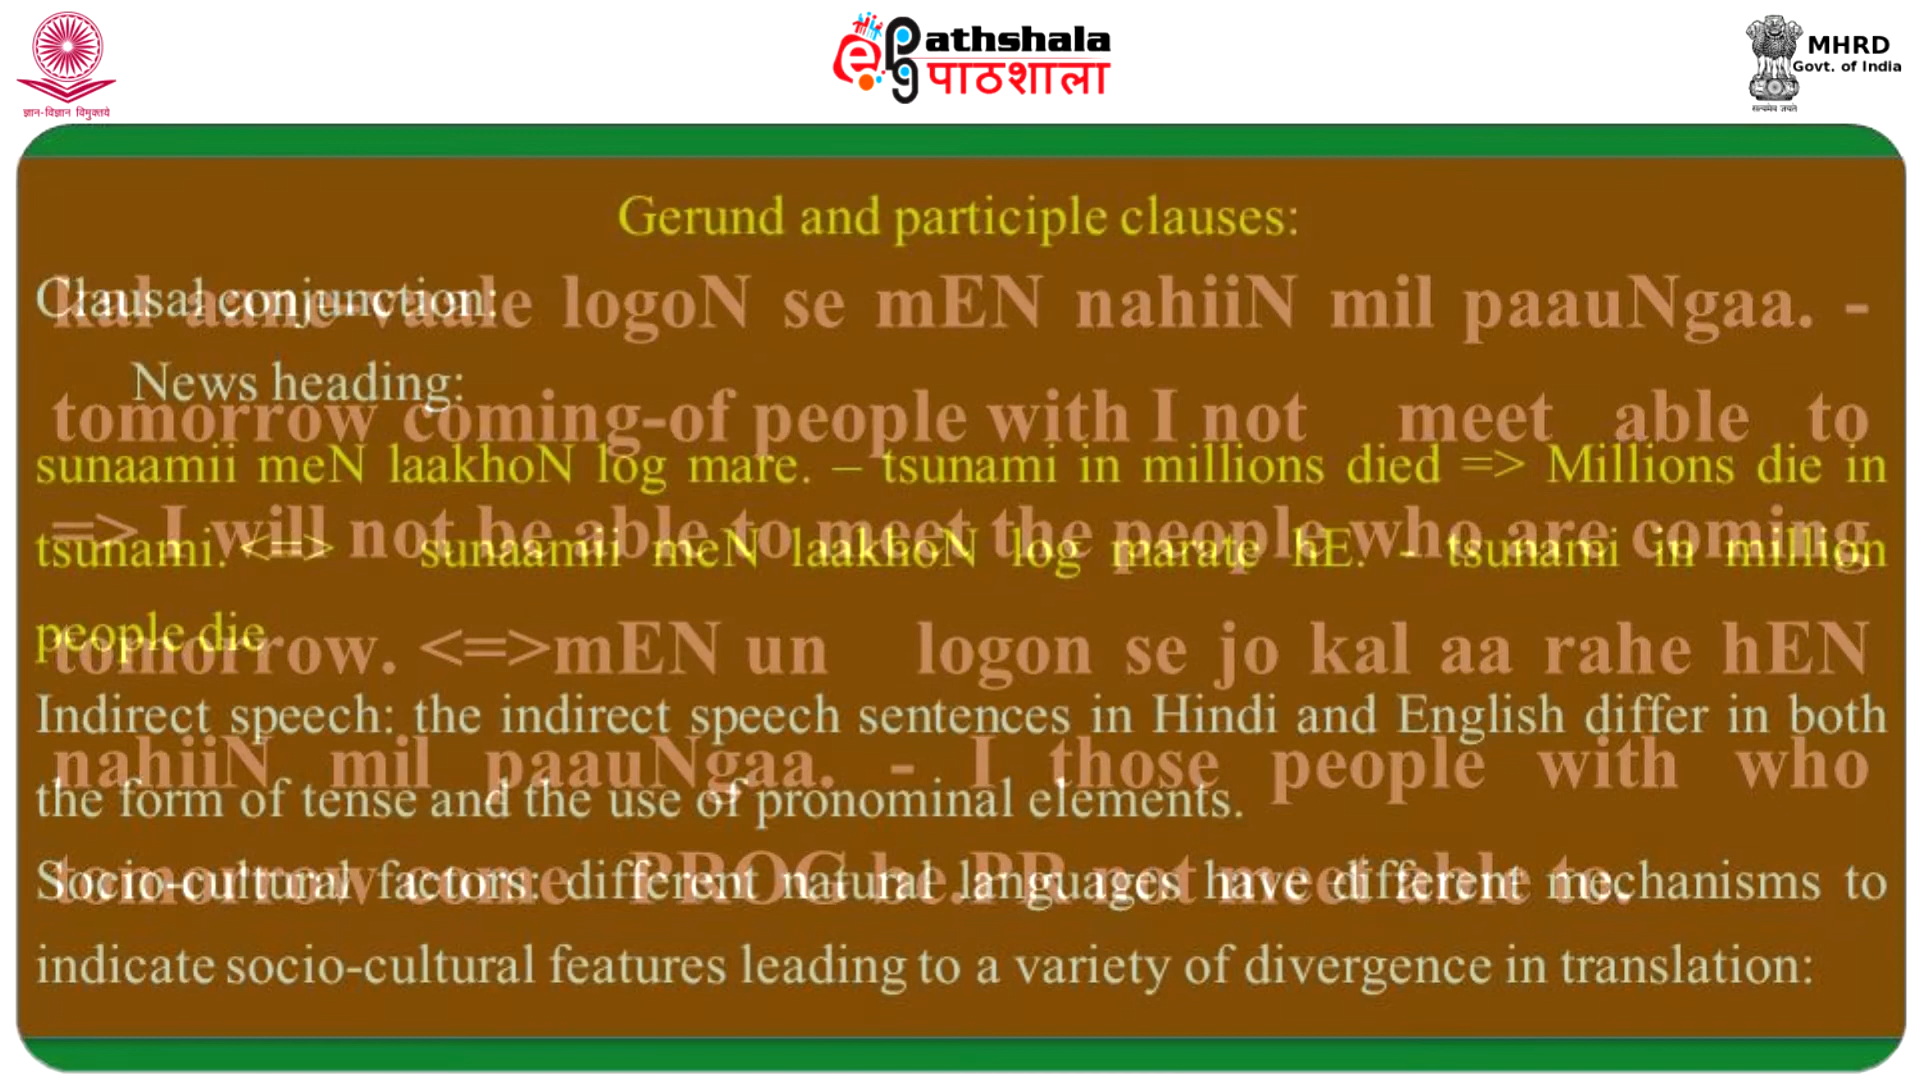 ज्ञान-विज्ञान विमुक्तये
Pathshala
पाठशाला
MHRD
Govt. of India
सत्यमेव जयते
Gerund and participle clauses:
kal aane-vaale logoN se mEN nahiiN mil paauNgaa. -
tomorrow coming-of people with I not meet able to
=> I will not be able to meet the people who are coming
tomorrow. <=>mEN un logon se jo kal aa rahe hEN
nahiiN mil paauNgaa. - I those people with who
tomorrow come PROG be.PR not meet able to.
Clausal conjunction:
News heading:
sunaamii meN laakhoN log mare. – tsunami in millions died => Millions die in
tsunami. <=> sunaamii meN laakhoN log marate hE. - tsunami in million
people die
Indirect speech: the indirect speech sentences in Hindi and English differ in both
the form of tense and the use of pronominal elements.
Socio-cultural factors: different natural languages have different mechanisms to
indicate socio-cultural features leading to a variety of divergence in translation: